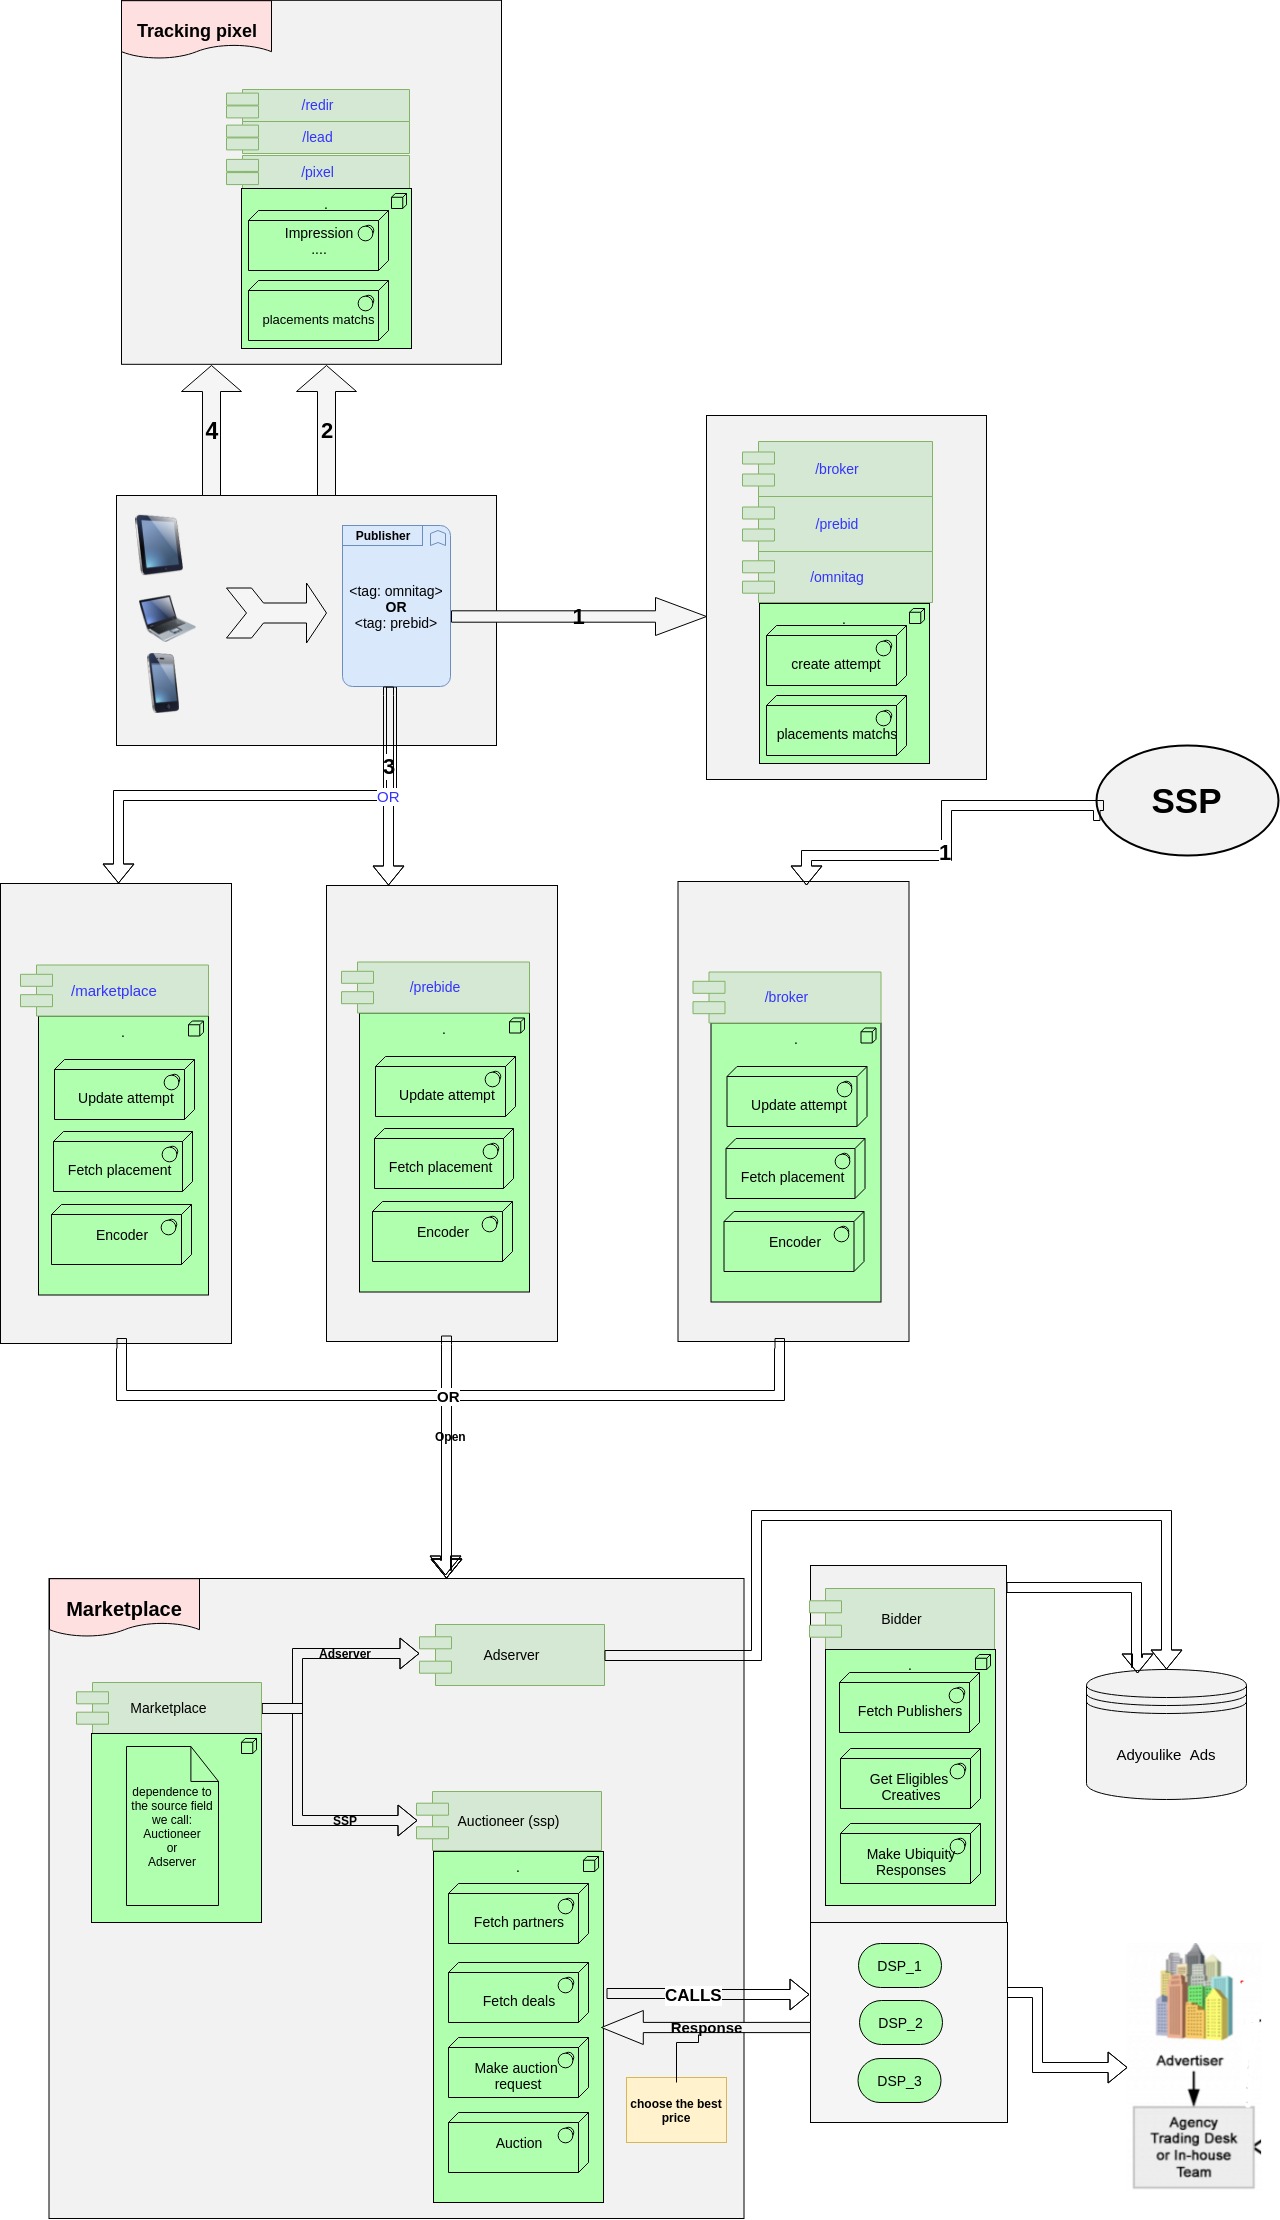 Tracking pixel
/redir
/lead
/pixel
.
Impression
....
placements matchs
4
2
Publisher
<tag: omnitag>
OR
<tag: prebid>
1
/broker
/prebid
/omnitag
.
create attempt
placements matchs
3
OR
SSP
1
/marketplace
.
Update attempt
Fetch placement
Encoder
/prebide
.
Update attempt
Fetch placement
Encoder
/broker
.
Update attempt
Fetch placement
Encoder
OR
Open
Marketplace
Adserver
Adserver
Marketplace
dependence to
the source field
we call:
Auctioneer
or
Adserver
SSP
Auctioneer (ssp)
.
Fetch partners
Fetch deals
Make auction
request
Auction
CALLS
Response
choose the best
price
Bidder
.
Fetch Publishers
Get Eligibles
Creatives
Make Ubiquity
Responses
DSP_1
DSP_2
DSP_3
Adyoulike  Ads
Advertiser
Agency
Trading Desk
or In-house
Team